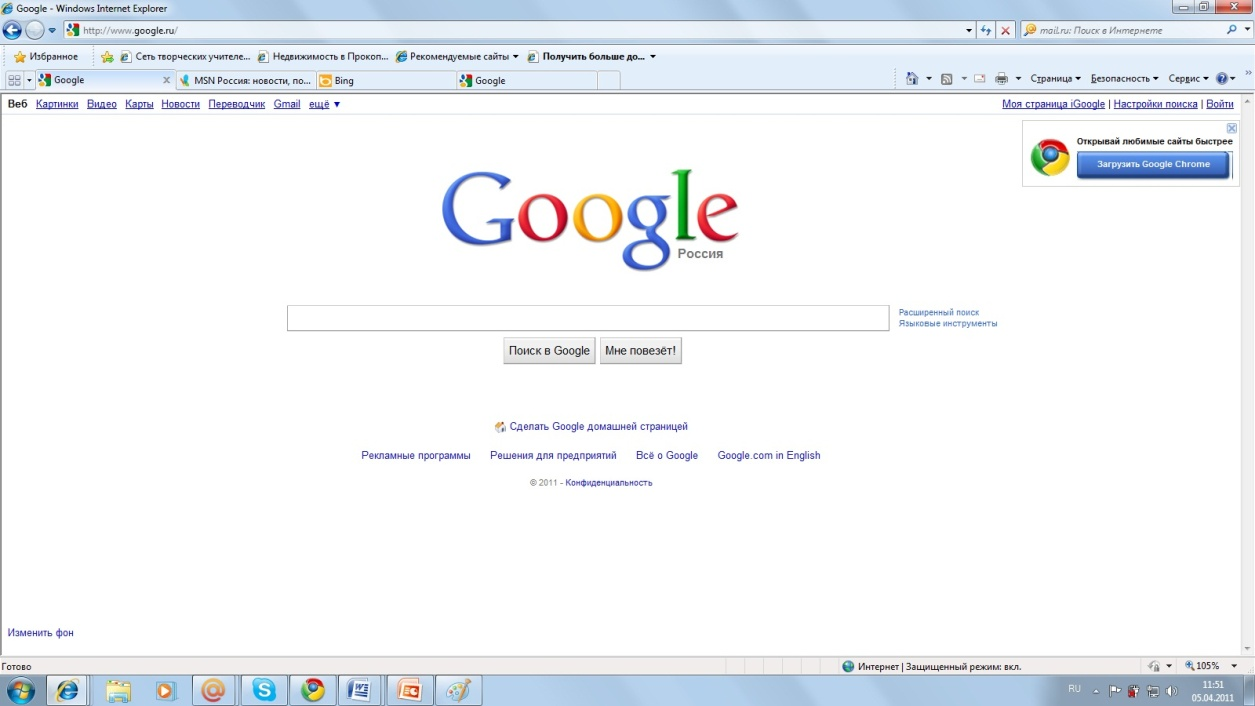 Google - Windows Internet Explorer
http://www.google.ru/
mail.ru: Поиск в Интернете
Избранное Сеть творческих учителе... Недвижимость в Прокоп... Рекомендуемые сайты Получить больше до...
Google MSN Россия: новости, по... Bing Google Страница Безопасность Сервис
Веб Картинки Видео Карты Новости Переводчик Gmail ещё ▼ Моя страница iGoogle | Настройки поиска | Войти
Открывай любимые сайты быстрее
Загрузить Google Chrome
Google
Россия
Расширенный поиск
Языковые инструменты
Поиск в Google Мне повезёт!
Сделать Google домашней страницей
Рекламные программы Решения для предприятий Всё о Google Google.com in English
© 2011 - Конфиденциальность
Изменить фон
Готово Интернет | Защищенный режим: вкл. 105%
RU 11:51
05.04.2011